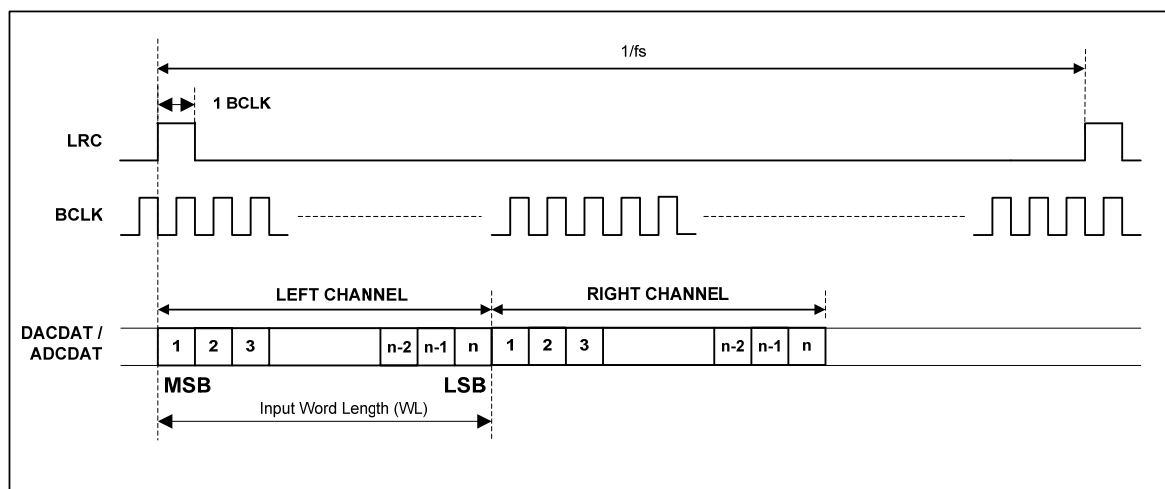 1/fs
1 BCLK
LRC
BCLK
LEFT CHANNEL
RIGHT CHANNEL
DACDAT /
ADCDAT
1 2 3 n-2 n-1 n 1 2 3 n-2 n-1 n
MSB
LSB
Input Word Length (WL)